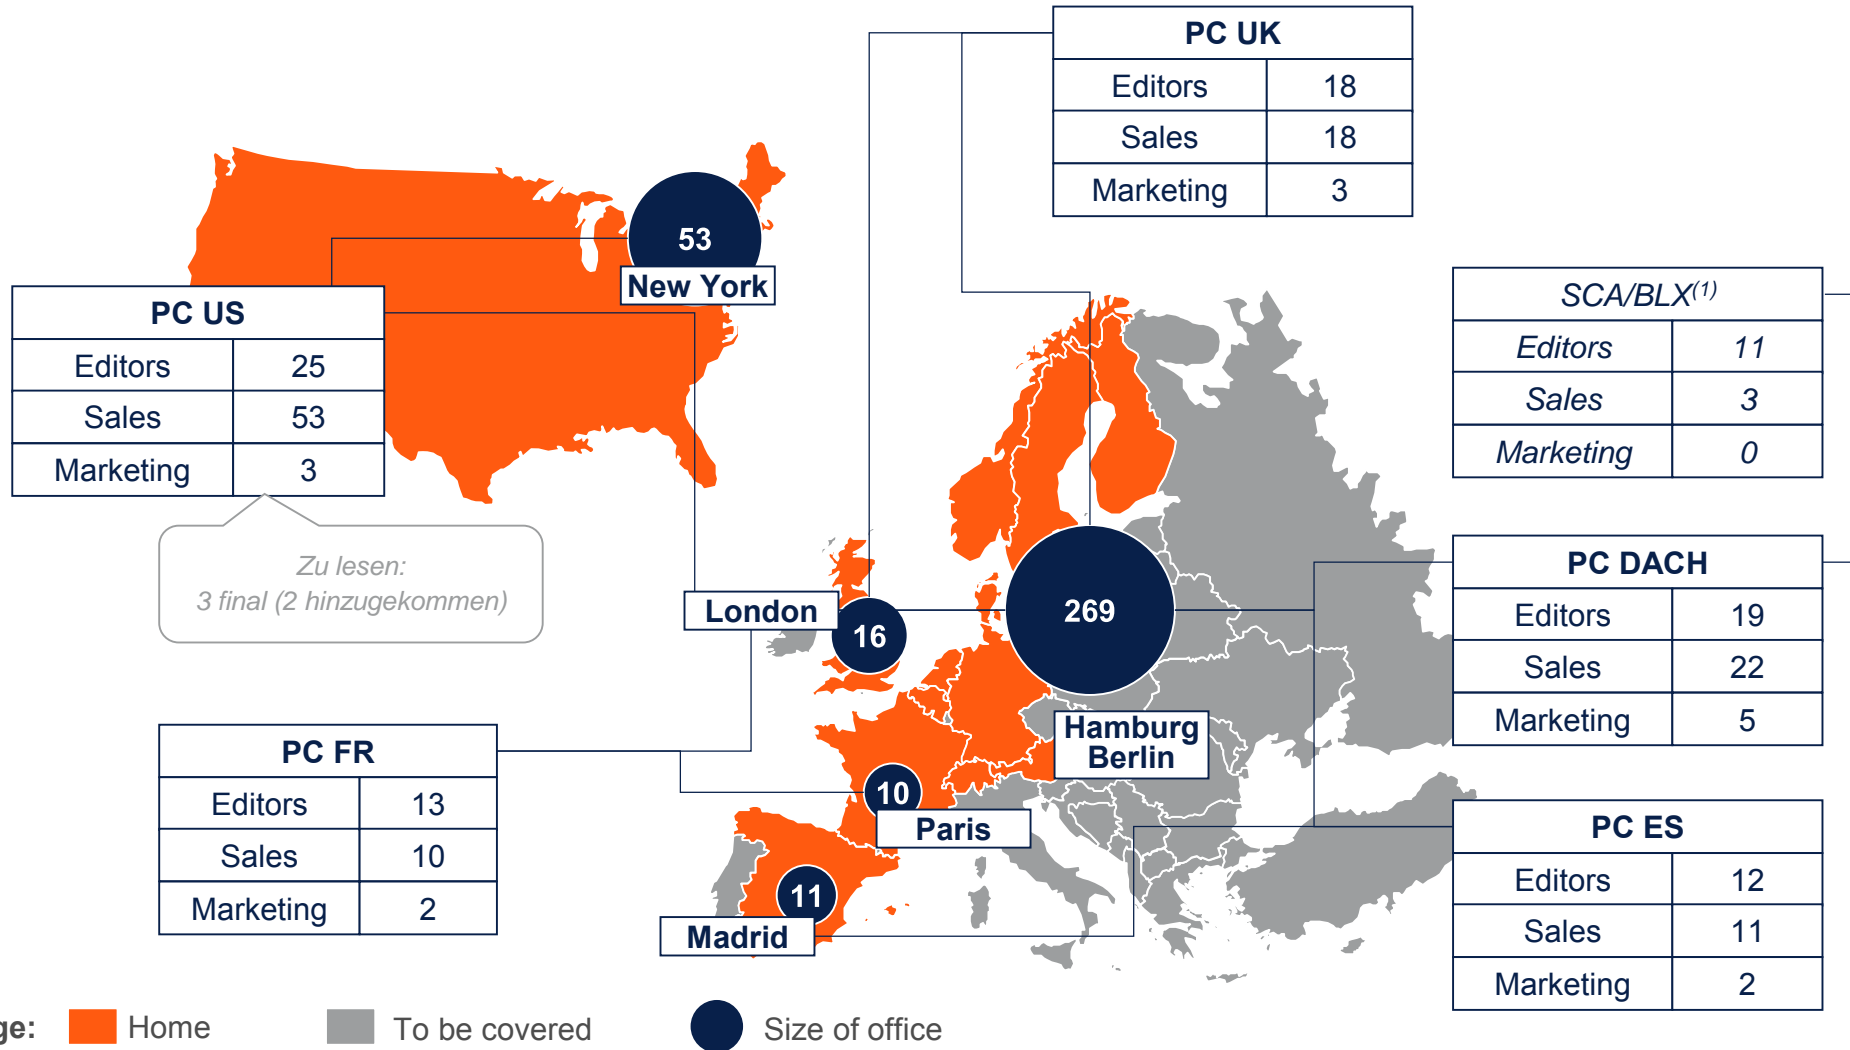 PC UK
Editors 18
Sales 18
Marketing 3
53
New York
PC US
Editors 25
Sales 53
Marketing 3
Zu lesen:
3 final (2 hinzugekommen)
SCA/BLX(1)
Editors 11
Sales 3
Marketing 0
London
16
269
Hamburg
Berlin
PC DACH
Editors 19
Sales 22
Marketing 5
PC FR
Editors 13
Sales 10
Marketing 2
10
Paris
11
Madrid
PC ES
Editors 12
Sales 11
Marketing 2
ge: Home To be covered Size of office